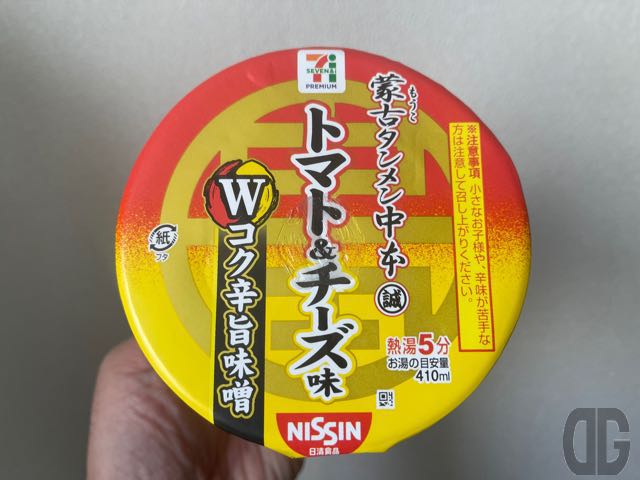 7i
SEVEN&i
PREMIUM
もうこ
蒙古タンメン中本
誠
トマト&チーズ味
W
コク辛旨味噌
※注意事項 小さなお子様や、辛味が苦手な
方は注意して召し上がりください。
紙
フタ
熱湯5分
お湯の目安量
410ml
NISSIN
日清食品
DG